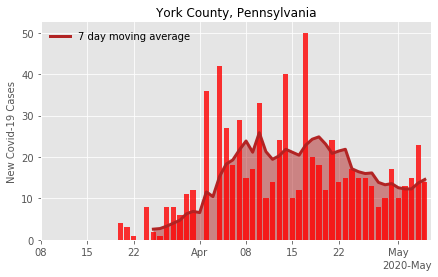 York County, Pennsylvania
7 day moving average
New Covid-19 Cases
50
40
30
20
10
0
08
15
22
Apr
08
15
22
May
2020-May